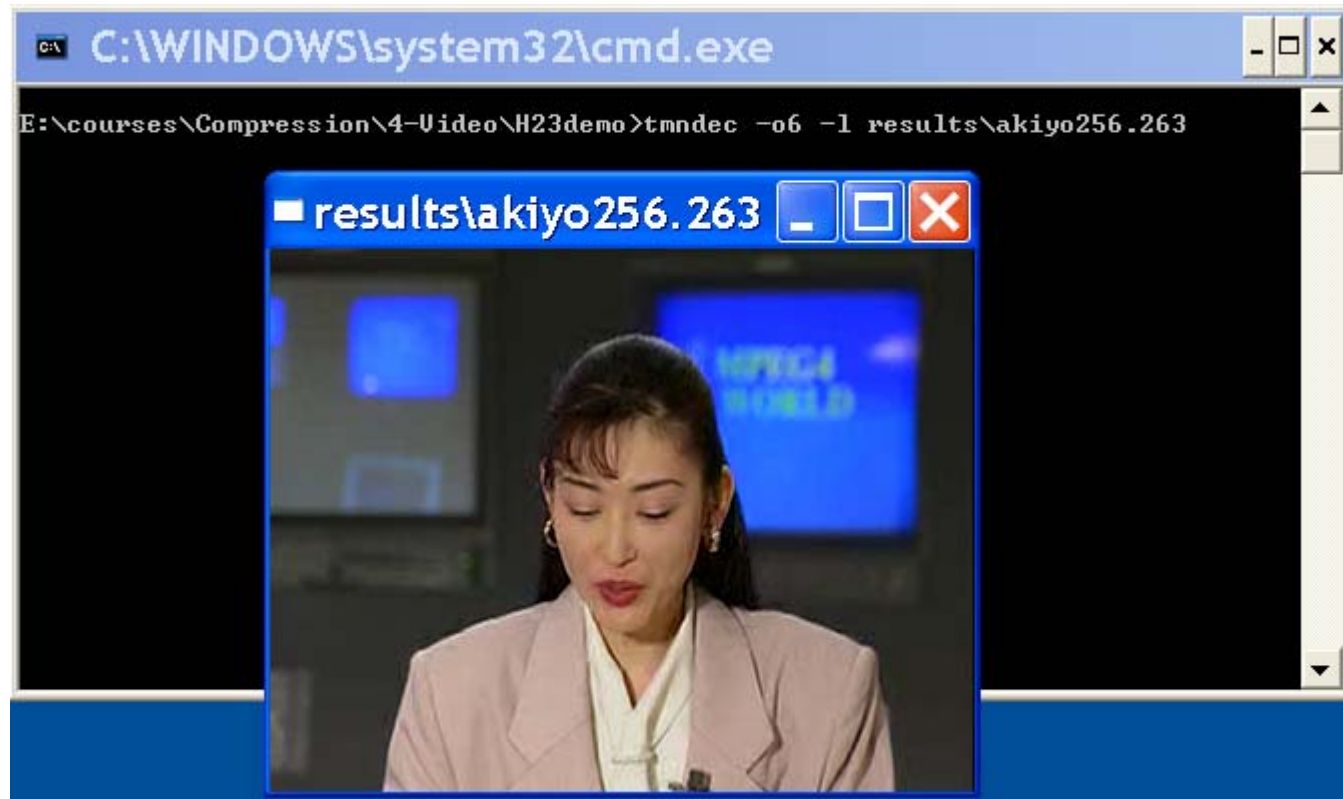 C:\WINDOWS\system32\cmd.exe
E:\courses\Compression\4-Video\H23demo>tmndec -o6 -l results\akiyo256.263
results\akiyo256.263
MPEG4
WORLD